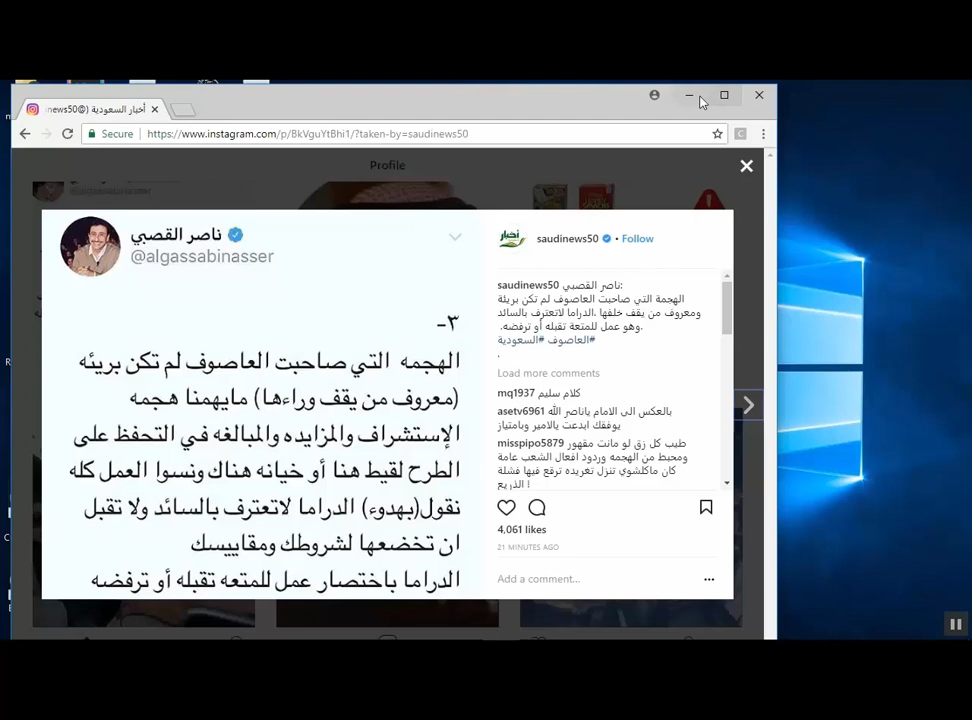 أخبار السعودية (@news50
Secure
https://www.instagram.com/p/BkVguYtBhi1/?taken-by=saudinews50
Profile
ناصر القصبي
@algassabinasser
٣-
الهجمه التي صاحبت العاصوف لم تكن بريئه
(معروف من يقف وراءها) مايهمنا هجمه
الإستشراف والمزايده والمبالغه في التحفظ على
الطرح لقيط هنا أو خيانه هناك ونسوا العمل كله
نقول(بهدوء) الدراما لاتعترف بالسائد ولا تقبل
ان تخضعها لشروطك ومقاييسك
الدراما باختصار عمل للمتعه تقبله أو ترفضه
أخبار
saudinews50 • Follow
saudinews50 ناصر القصبي:
الهجمة التي صاحبت العاصوف لم تكن بريئة
ومعروف من يقف خلفها .الدراما لاتعترف بالسائد
وهو عمل للمتعة تقبله أو ترفضه.
#العاصوف #السعودية
.
Load more comments
mq1937 كلام سليم
asetv6961 بالعكس الى الامام ياناصر الله
يوفقك ابدعت يالامير وبامتياز
misspipo5879 طيب كل زق لو مانت مقهور
ومحبط من الهجمه وردود افعال الشعب عامة
كان ماكلشوي تنزل تغريده ترقع فيها فشلة
الذريع !
4,061 likes
21 MINUTES AGO
Add a comment...